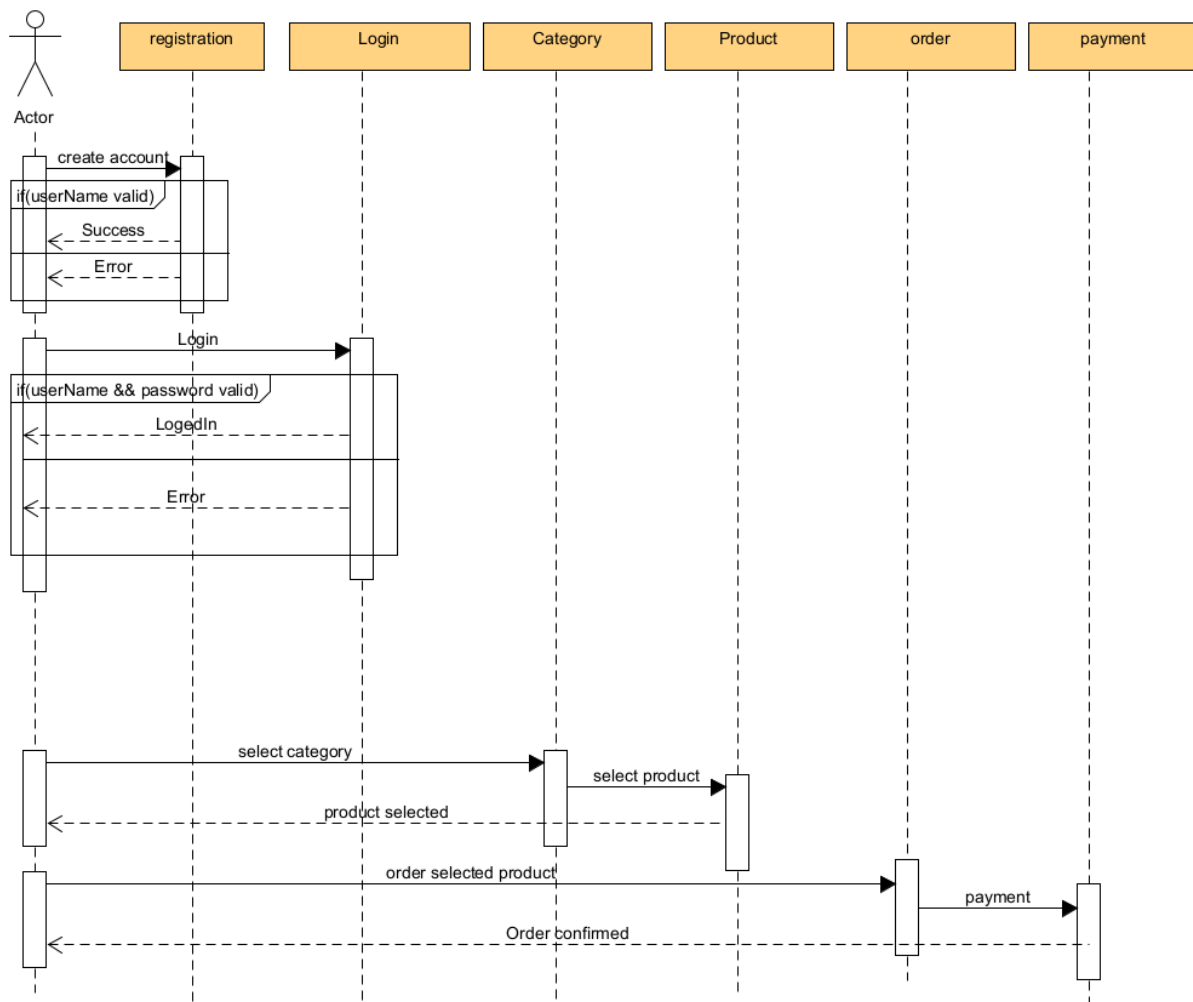 registration
Login
Category
Product
order
payment
Actor
create account
if(userName valid)
Success
Error
Login
if(userName && password valid)
LogedIn
Error
select category
select product
product selected
order selected product
payment
Order confirmed